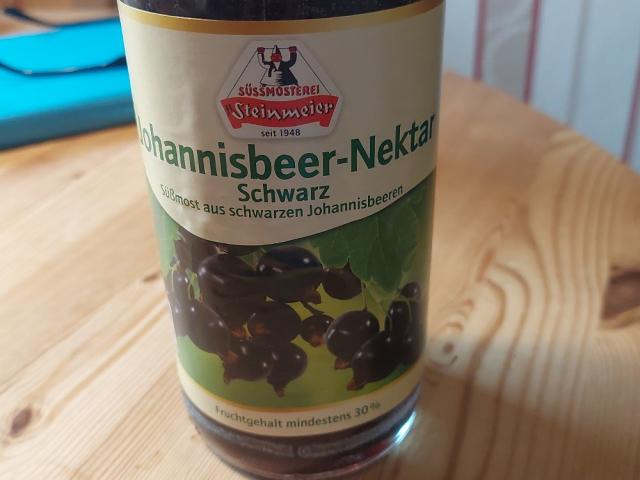 SÜSSMOSTEREI
Steinmeier
seit 1948
Johannisbeer-Nektar
Schwarz
Süßmost aus schwarzen Johannisbeeren
Fruchtgehalt mindestens 30%